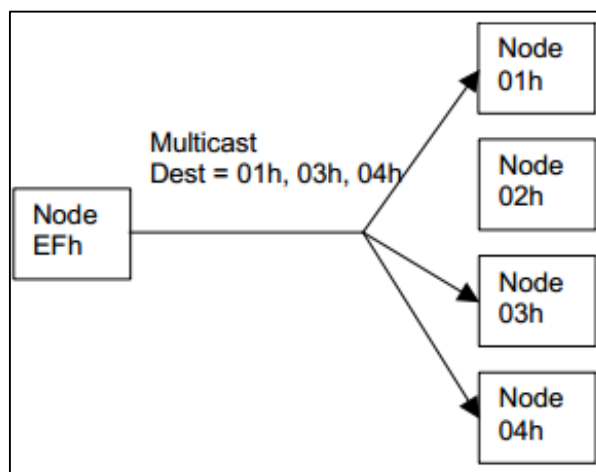 Node
01h
Multicast
Dest = 01h, 03h, 04h
Node
02h
Node
EFh
Node
03h
Node
04h